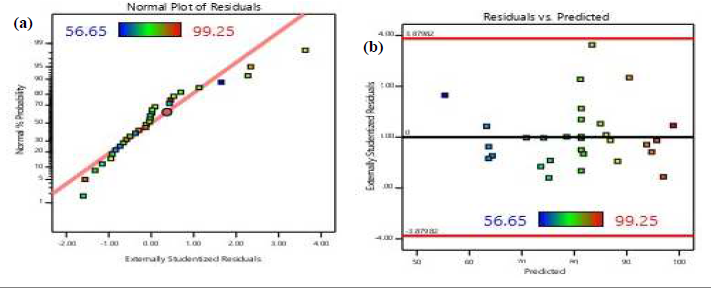 (a)
Normal Plot of Residuals
56.65 99.25
Normal % Probability
99
95
90
80
70
50
30
20
10
5
1
-2.00 -1.00 0.00 1.00 2.00 3.00 4.00
Externally Studentized Residuals
(b)
Residuals vs. Predicted
Externally Studentized Residuals
4.00
3.87982
0
-3.87982
-4.00
56.65 99.25
50 60 90 100
Predicted